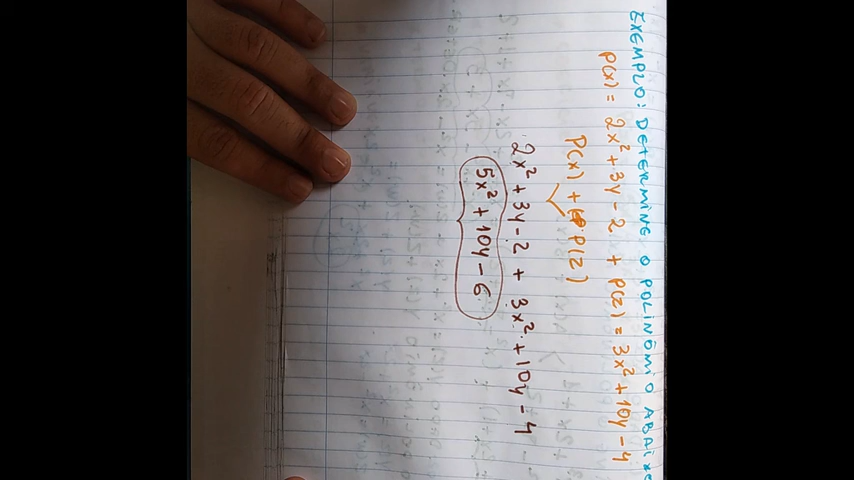 EXEMPLO: DETERMINE O POLINÔMIO ABAIXO
P(x) = 2x² + 3y - 2 + P(z) = 3x² + 10y - 4
P(x) + P(z)
2x² + 3y - 2 + 3x² + 10y - 4
5x² + 10y - 6